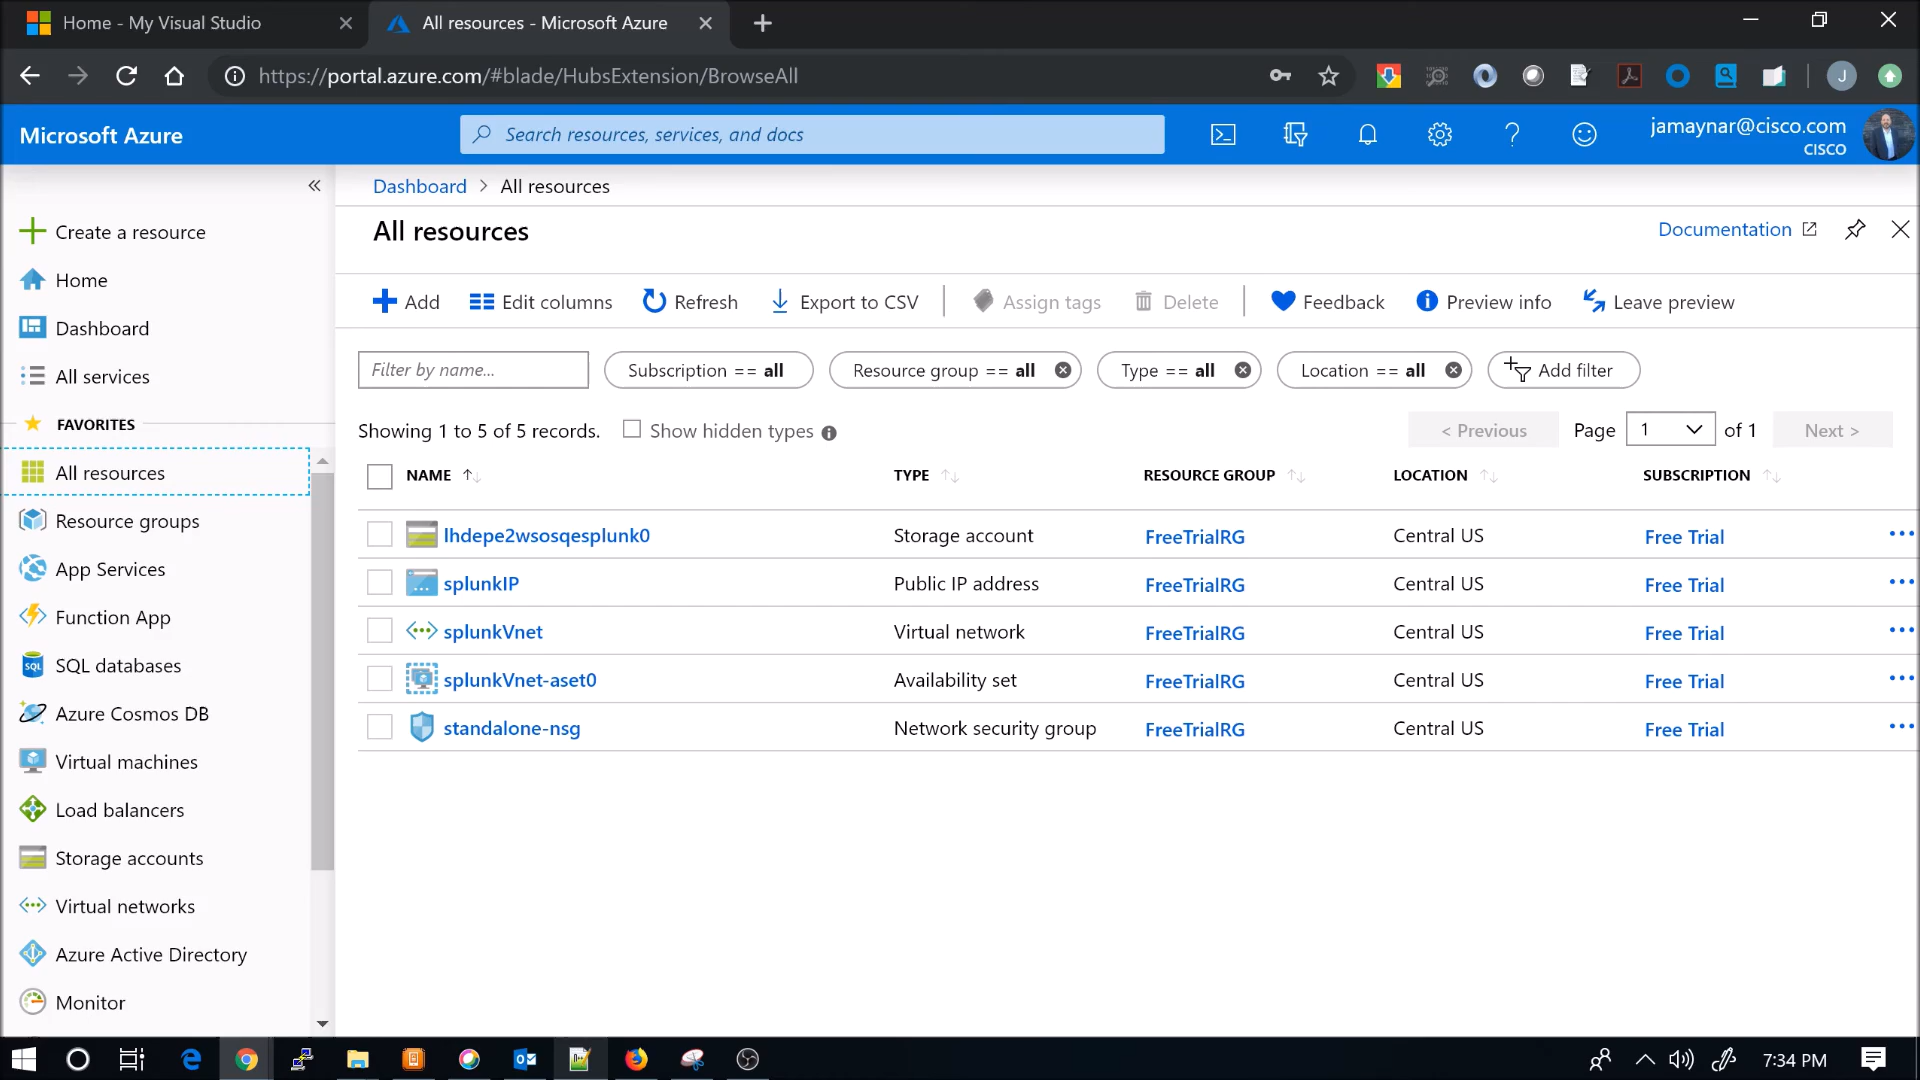 Home - My Visual Studio
All resources - Microsoft Azure
https://portal.azure.com/#blade/HubsExtension/BrowseAll
J
Microsoft Azure
Search resources, services, and docs
jamaynar@cisco.com
CISCO
Dashboard > All resources
All resources
Documentation
Add
Edit columns
Refresh
Export to CSV
Assign tags
Delete
Feedback
Preview info
Leave preview
Filter by name...
Subscription == all
Resource group == all
Type == all
Location == all
Add filter
Showing 1 to 5 of 5 records.
Show hidden types
< Previous
Page 1 of 1
Next >
NAME TYPE RESOURCE GROUP LOCATION SUBSCRIPTION
lhdepe2wsosqesplunk0 Storage account FreeTrialRG Central US Free Trial
splunkIP Public IP address FreeTrialRG Central US Free Trial
splunkVnet Virtual network FreeTrialRG Central US Free Trial
splunkVnet-aset0 Availability set FreeTrialRG Central US Free Trial
standalone-nsg Network security group FreeTrialRG Central US Free Trial
Create a resource
Home
Dashboard
All services
FAVORITES
All resources
Resource groups
App Services
Function App
SQL databases
Azure Cosmos DB
Virtual machines
Load balancers
Storage accounts
Virtual networks
Azure Active Directory
Monitor
7:34 PM